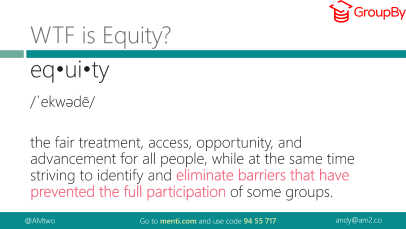 GroupBy
WTF is Equity?
eq•ui•ty
/ˈekwədē/
the fair treatment, access, opportunity, and
advancement for all people, while at the same time
striving to identify and eliminate barriers that have
prevented the full participation of some groups.
@AMtwo
Go to menti.com and use code 94 55 717
andy@am2.co